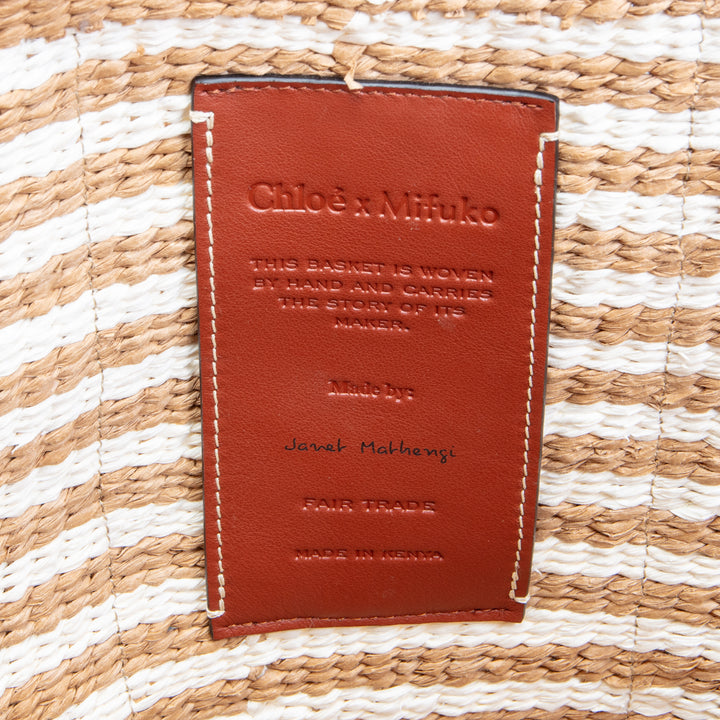 Chloé x Mifuko
THIS BASKET IS WOVEN
BY HAND AND CARRIES
THE STORY OF ITS
MAKER.
Made by:
Janet Mathengi
FAIR TRADE
MADE IN KENYA